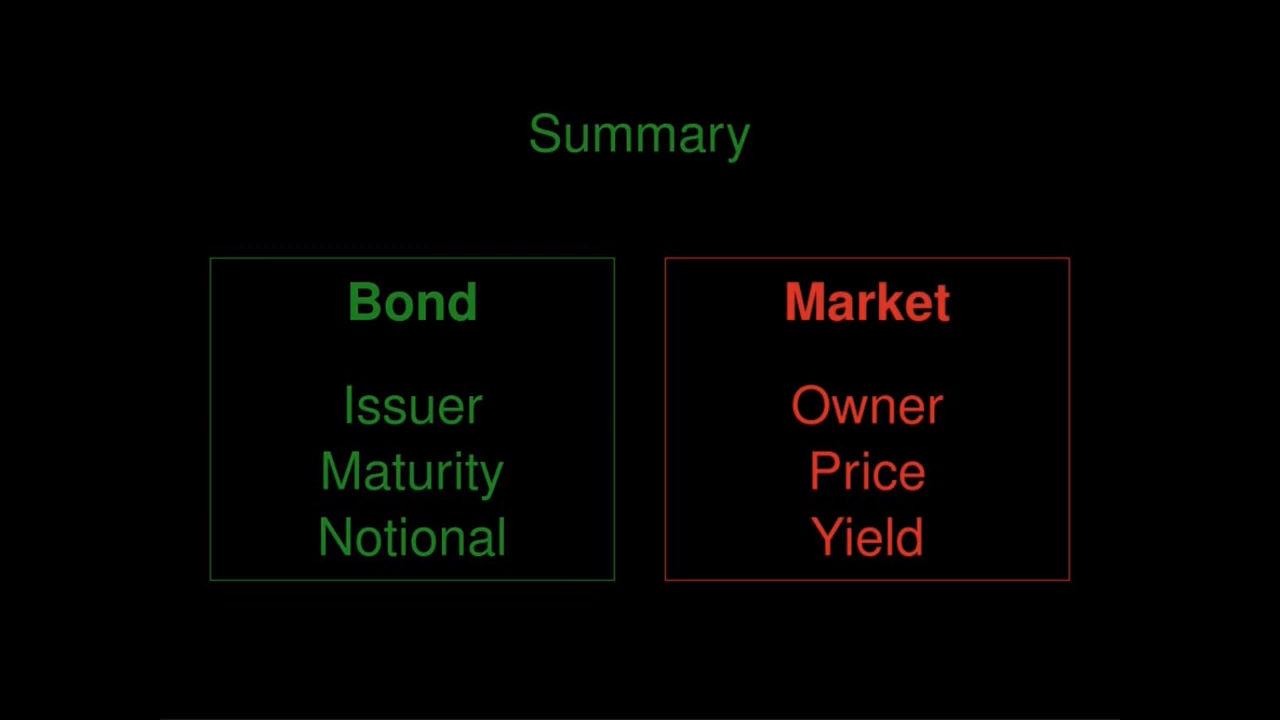 Summary
Bond
Issuer
Maturity
Notional
Market
Owner
Price
Yield